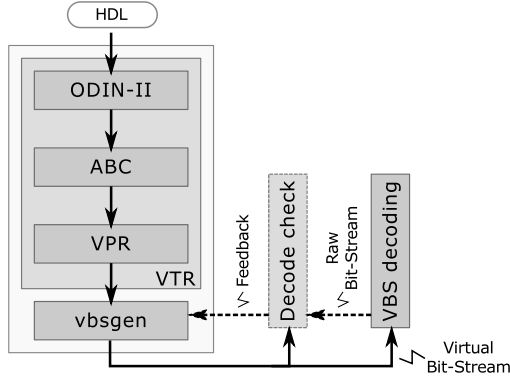 HDL
ODIN-II
ABC
VPR
VTR
vbsgen
Feedback
Decode check
Raw
Bit-Stream
VBS decoding
Virtual
Bit-Stream